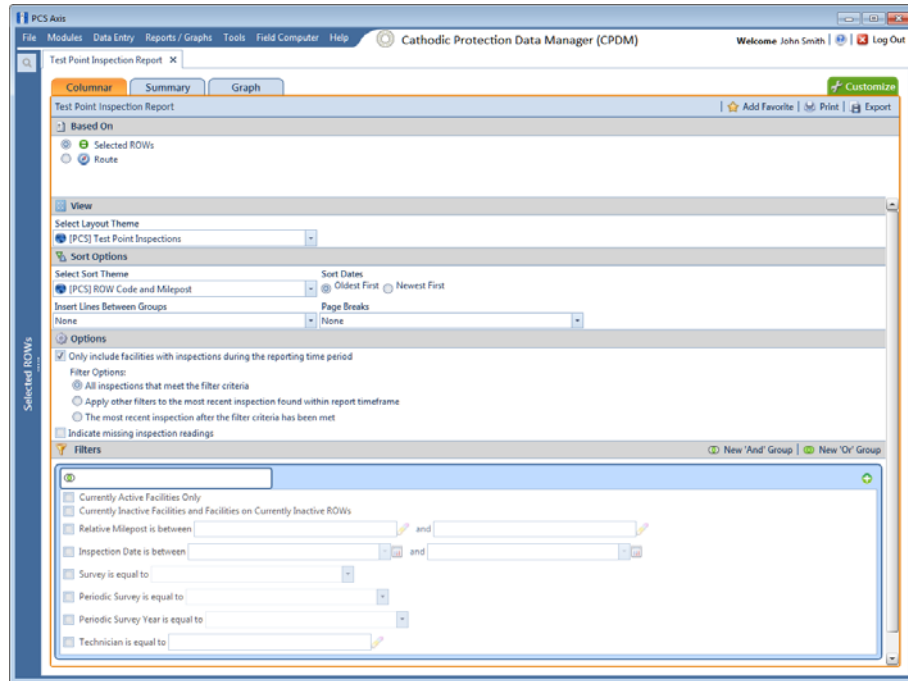 PCS Axis
File Modules Data Entry Reports / Graphs Tools Field Computer Help Cathodic Protection Data Manager (CPDM) Welcome John Smith Log Out
Test Point Inspection Report
Columnar Summary Graph Customize
Test Point Inspection Report Add Favorite Print Export
Based On
Selected ROWs
Route
View
Select Layout Theme
[PCS] Test Point Inspections
Sort Options
Select Sort Theme Sort Dates
[PCS] ROW Code and Milepost Oldest First Newest First
Insert Lines Between Groups Page Breaks
None None
Options
Only include facilities with inspections during the reporting time period
Filter Options:
All inspections that meet the filter criteria
Apply other filters to the most recent inspection found within report timeframe
The most recent inspection after the filter criteria has been met
Indicate missing inspection readings
Filters New 'And' Group New 'Or' Group
Currently Active Facilities Only
Currently Inactive Facilities and Facilities on Currently Inactive ROWs
Relative Milepost is between and
Inspection Date is between and
Survey is equal to
Periodic Survey is equal to
Periodic Survey Year is equal to
Technician is equal to
Selected ROWs